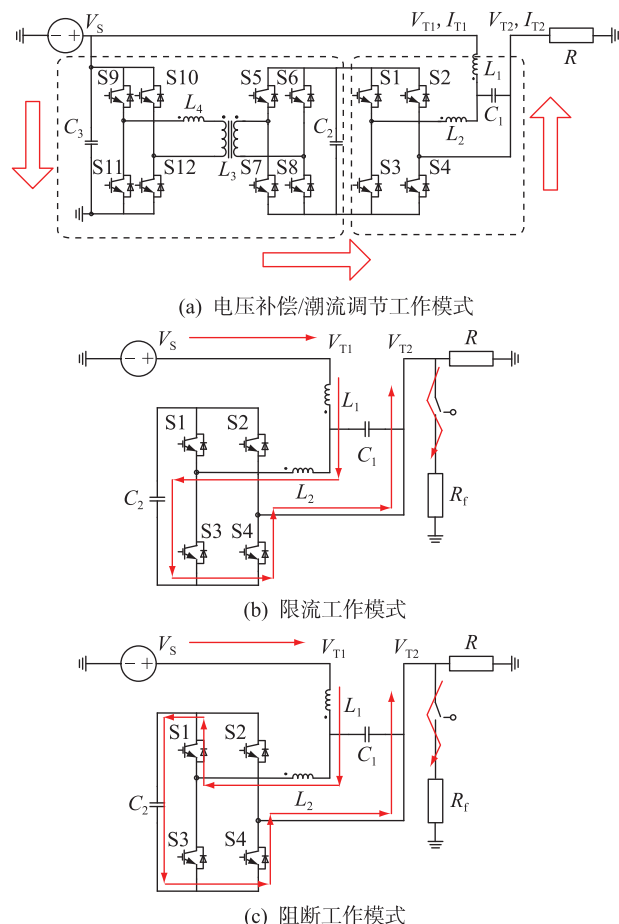 V_S
V_T1, I_T1
V_T2, I_T2
R
S9
S10
S5
S6
S1
S2
L_1
C_1
L_4
L_2
C_3
C_2
S11
S12
L_3
S7
S8
S3
S4
(a) 电压补偿/潮流调节工作模式
V_S
V_T1
V_T2
R
L_1
S1
S2
C_1
C_2
L_2
R_f
S3
S4
(b) 限流工作模式
V_S
V_T1
V_T2
R
L_1
S1
S2
C_1
C_2
L_2
R_f
S3
S4
(c) 阻断工作模式